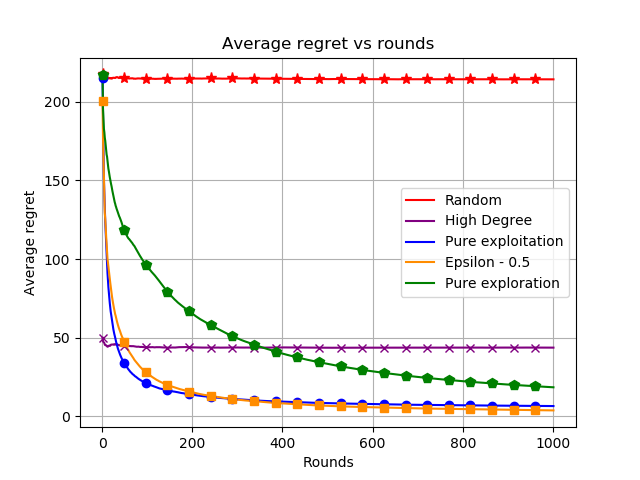 Average regret vs rounds
Average regret
200
150
100
50
0
Random
High Degree
Pure exploitation
Epsilon - 0.5
Pure exploration
0 200 400 600 800 1000
Rounds